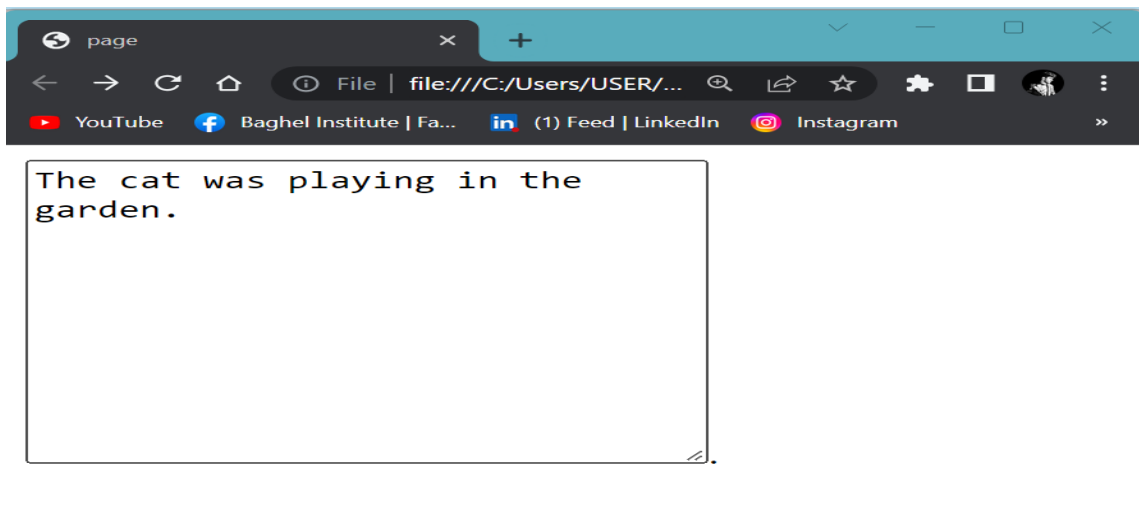 page
File file:///C:/Users/USER/...
YouTube Baghel Institute | Fa... in (1) Feed | LinkedIn Instagram »
The cat was playing in the
garden.
.